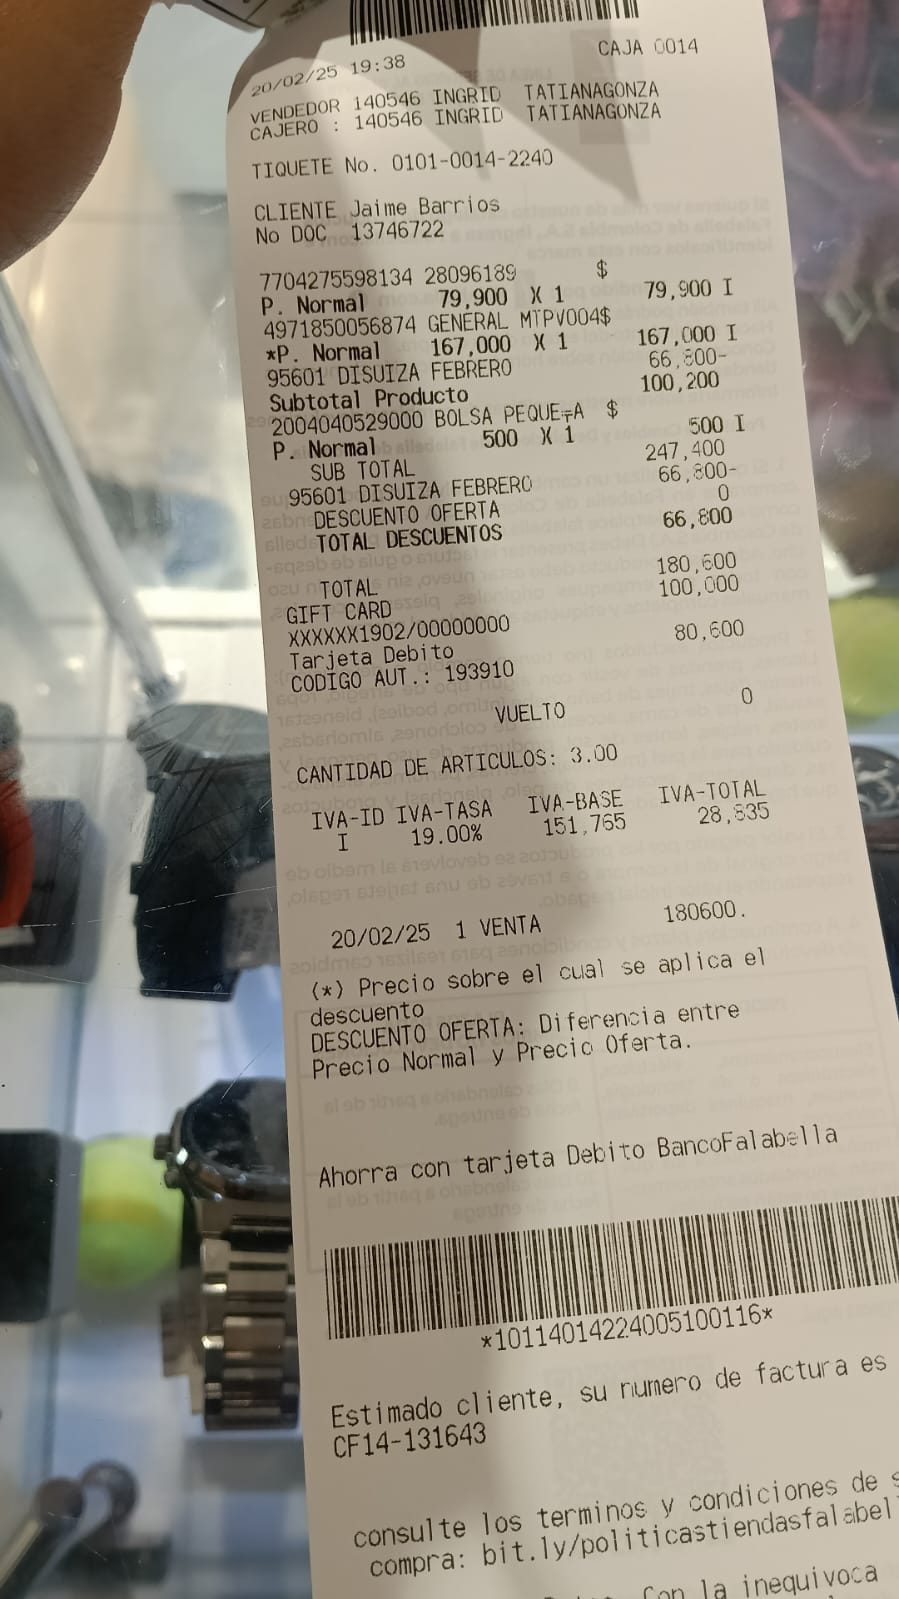 20/02/25 19:38 CAJA 0014
VENDEDOR 140546 INGRID TATIANAGONZA
CAJERO : 140546 INGRID TATIANAGONZA
TIQUETE No. 0101-0014-2240
CLIENTE Jaime Barrios
No DOC 13746722
7704275598134 28096189 $
P. Normal 79,900 X 1 79,900 I
4971850056874 GENERAL MTPV004$
*P. Normal 167,000 X 1 167,000 I
95601 DISUIZA FEBRERO 66,800-
Subtotal Producto 100,200
2004040529000 BOLSA PEQUE╤A $
P. Normal 500 X 1 500 I
SUB TOTAL 247,400
95601 DISUIZA FEBRERO 66,800-
DESCUENTO OFERTA 0
TOTAL DESCUENTOS 66,800
TOTAL 180,600
GIFT CARD 100,000
XXXXXX1902/00000000
Tarjeta Debito 80,600
CODIGO AUT.: 193910
VUELTO 0
CANTIDAD DE ARTICULOS: 3.00
IVA-ID IVA-TASA IVA-BASE IVA-TOTAL
I 19.00% 151,765 28,835
20/02/25 1 VENTA 180600.
(*) Precio sobre el cual se aplica el
descuento
DESCUENTO OFERTA: Diferencia entre
Precio Normal y Precio Oferta.
Ahorra con tarjeta Debito BancoFalabella
*10114014224005100116*
Estimado cliente, su numero de factura es
CF14-131643
consulte los terminos y condiciones de
compra: bit.ly/politicastiendasfalabel
Con la inequivoca